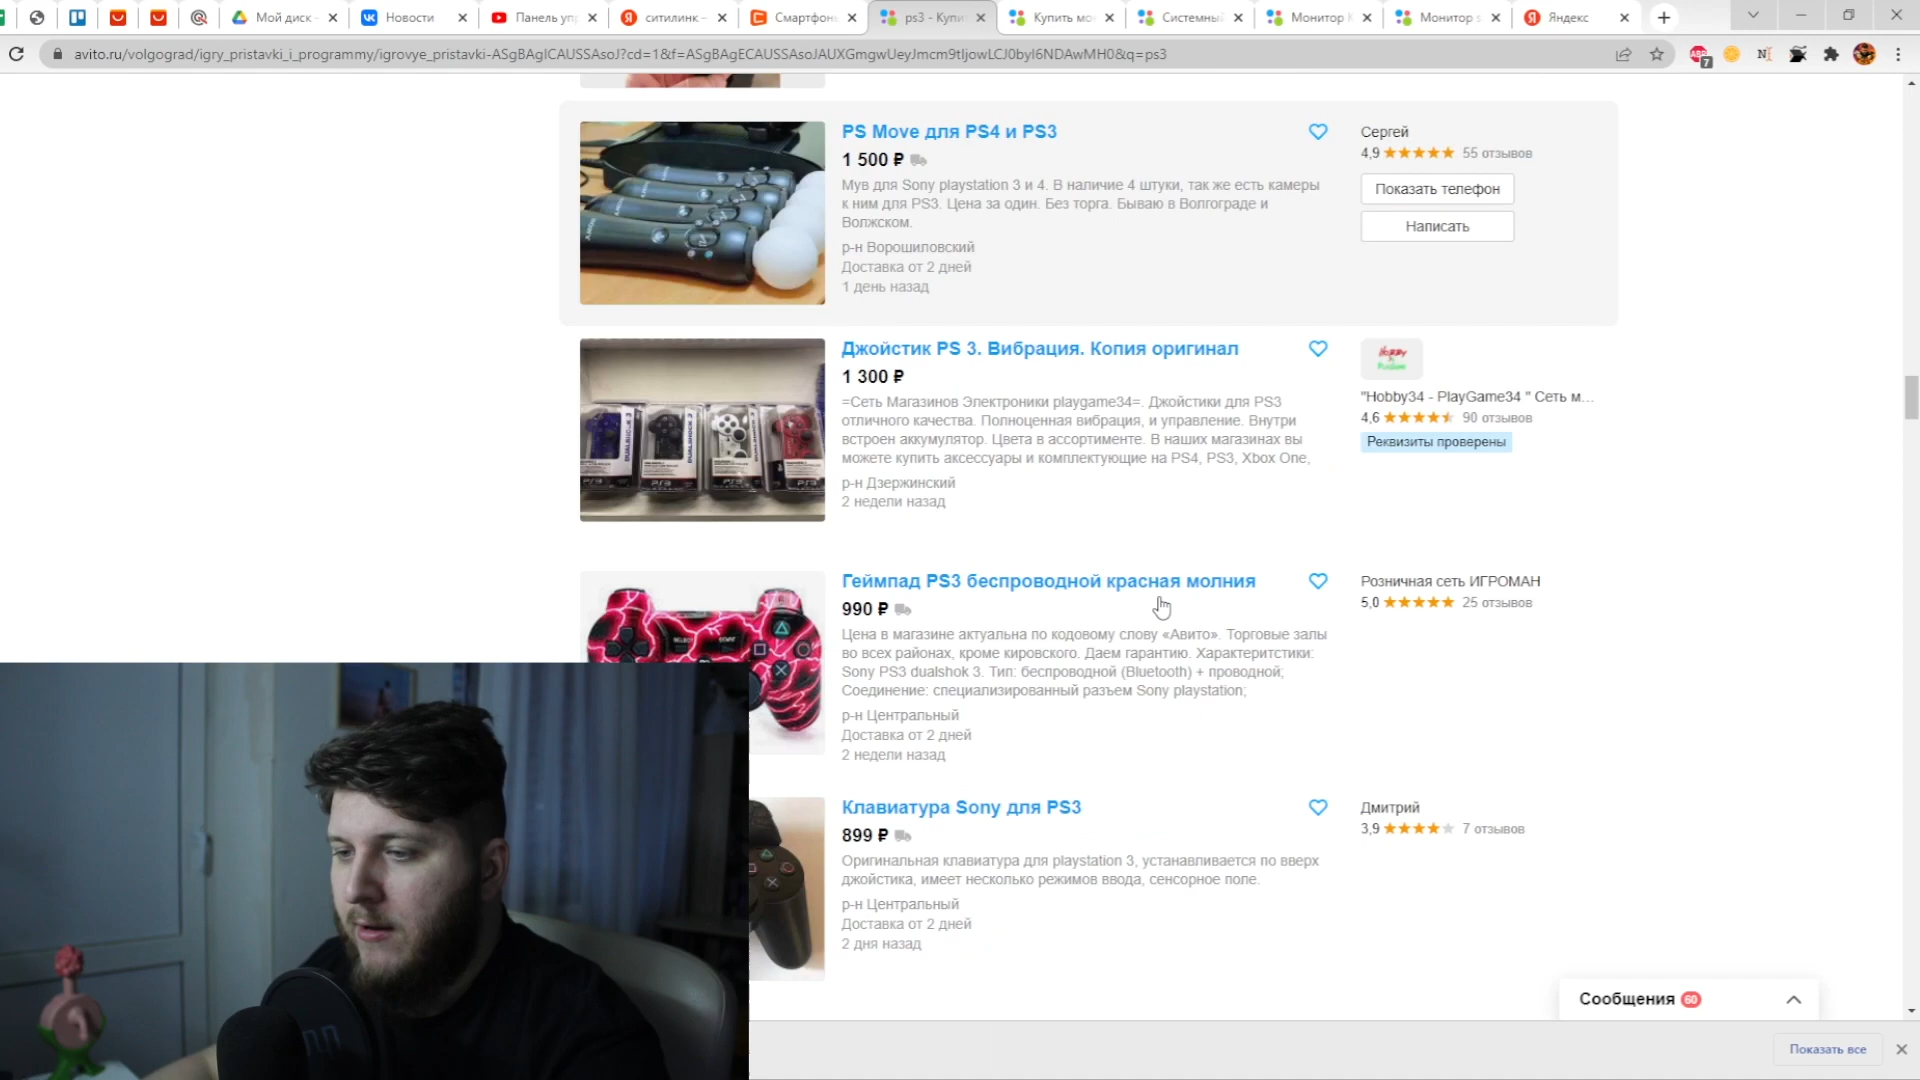 Мой диск -
Новости
Панель упр
ситилинк –
Смартфон
ps3 - Купи
Купить мо
Системны
Монитор
Монитор s
Яндекс
avito.ru/volgograd/igry_pristavki_i_programmy/igrovye_pristavki-ASgBAgICAUSSAsoJ?cd=1&f=ASgBAgECAUSSAsoJAUXGmgwUeyJmcm9tIjowLCJ0byI6NDAwMH0&q=ps3
7
PS Move для PS4 и PS3
1 500 ₽
Мув для Sony playstation 3 и 4. В наличие 4 штуки, так же есть камеры
к ним для PS3. Цена за один. Без торга. Бываю в Волгограде и
Волжском.
р-н Ворошиловский
Доставка от 2 дней
1 день назад
Сергей
4,9 55 отзывов
Показать телефон
Написать
Джойстик PS 3. Вибрация. Копия оригинал
1 300 ₽
=Сеть Магазинов Электроники playgame34=. Джойстики для PS3
отличного качества. Полноценная вибрация, и управление. Внутри
встроен аккумулятор. Цвета в ассортименте. В наших магазинах вы
можете купить аксессуары и комплектующие на PS4, PS3, Xbox One,
р-н Дзержинский
2 недели назад
"Hobby34 - PlayGame34 " Сеть м...
4,6 90 отзывов
Реквизиты проверены
Геймпад PS3 беспроводной красная молния
990 ₽
Цена в магазине актуальна по кодовому слову «Авито». Торговые залы
во всех районах, кроме кировского. Даем гарантию. Характеритстики:
Sony PS3 dualshok 3. Тип: беспроводной (Bluetooth) + проводной;
Соединение: специализированный разъем Sony playstation;
р-н Центральный
Доставка от 2 дней
2 недели назад
Розничная сеть ИГРОМАН
5,0 25 отзывов
Клавиатура Sony для PS3
899 ₽
Оригинальная клавиатура для playstation 3, устанавливается по вверх
джойстика, имеет несколько режимов ввода, сенсорное поле.
р-н Центральный
Доставка от 2 дней
2 дня назад
Дмитрий
3,9 7 отзывов
Сообщения 60
Показать все